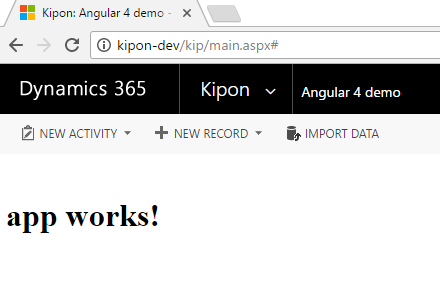 Kipon: Angular 4 demo -
kipon-dev/kip/main.aspx#
Dynamics 365 Kipon Angular 4 demo
NEW ACTIVITY NEW RECORD IMPORT DATA
app works!